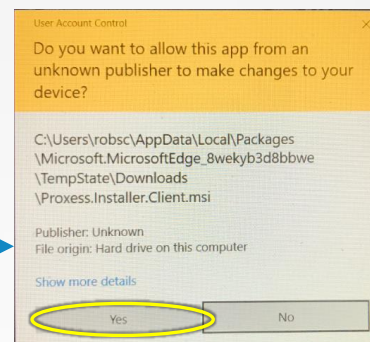 User Account Control
Do you want to allow this app from an
unknown publisher to make changes to your
device?
C:\Users\robsc\AppData\Local\Packages
\Microsoft.MicrosoftEdge_8wekyb3d8bbwe
\TempState\Downloads
\Proxess.Installer.Client.msi
Publisher: Unknown
File origin: Hard drive on this computer
Show more details
Yes No